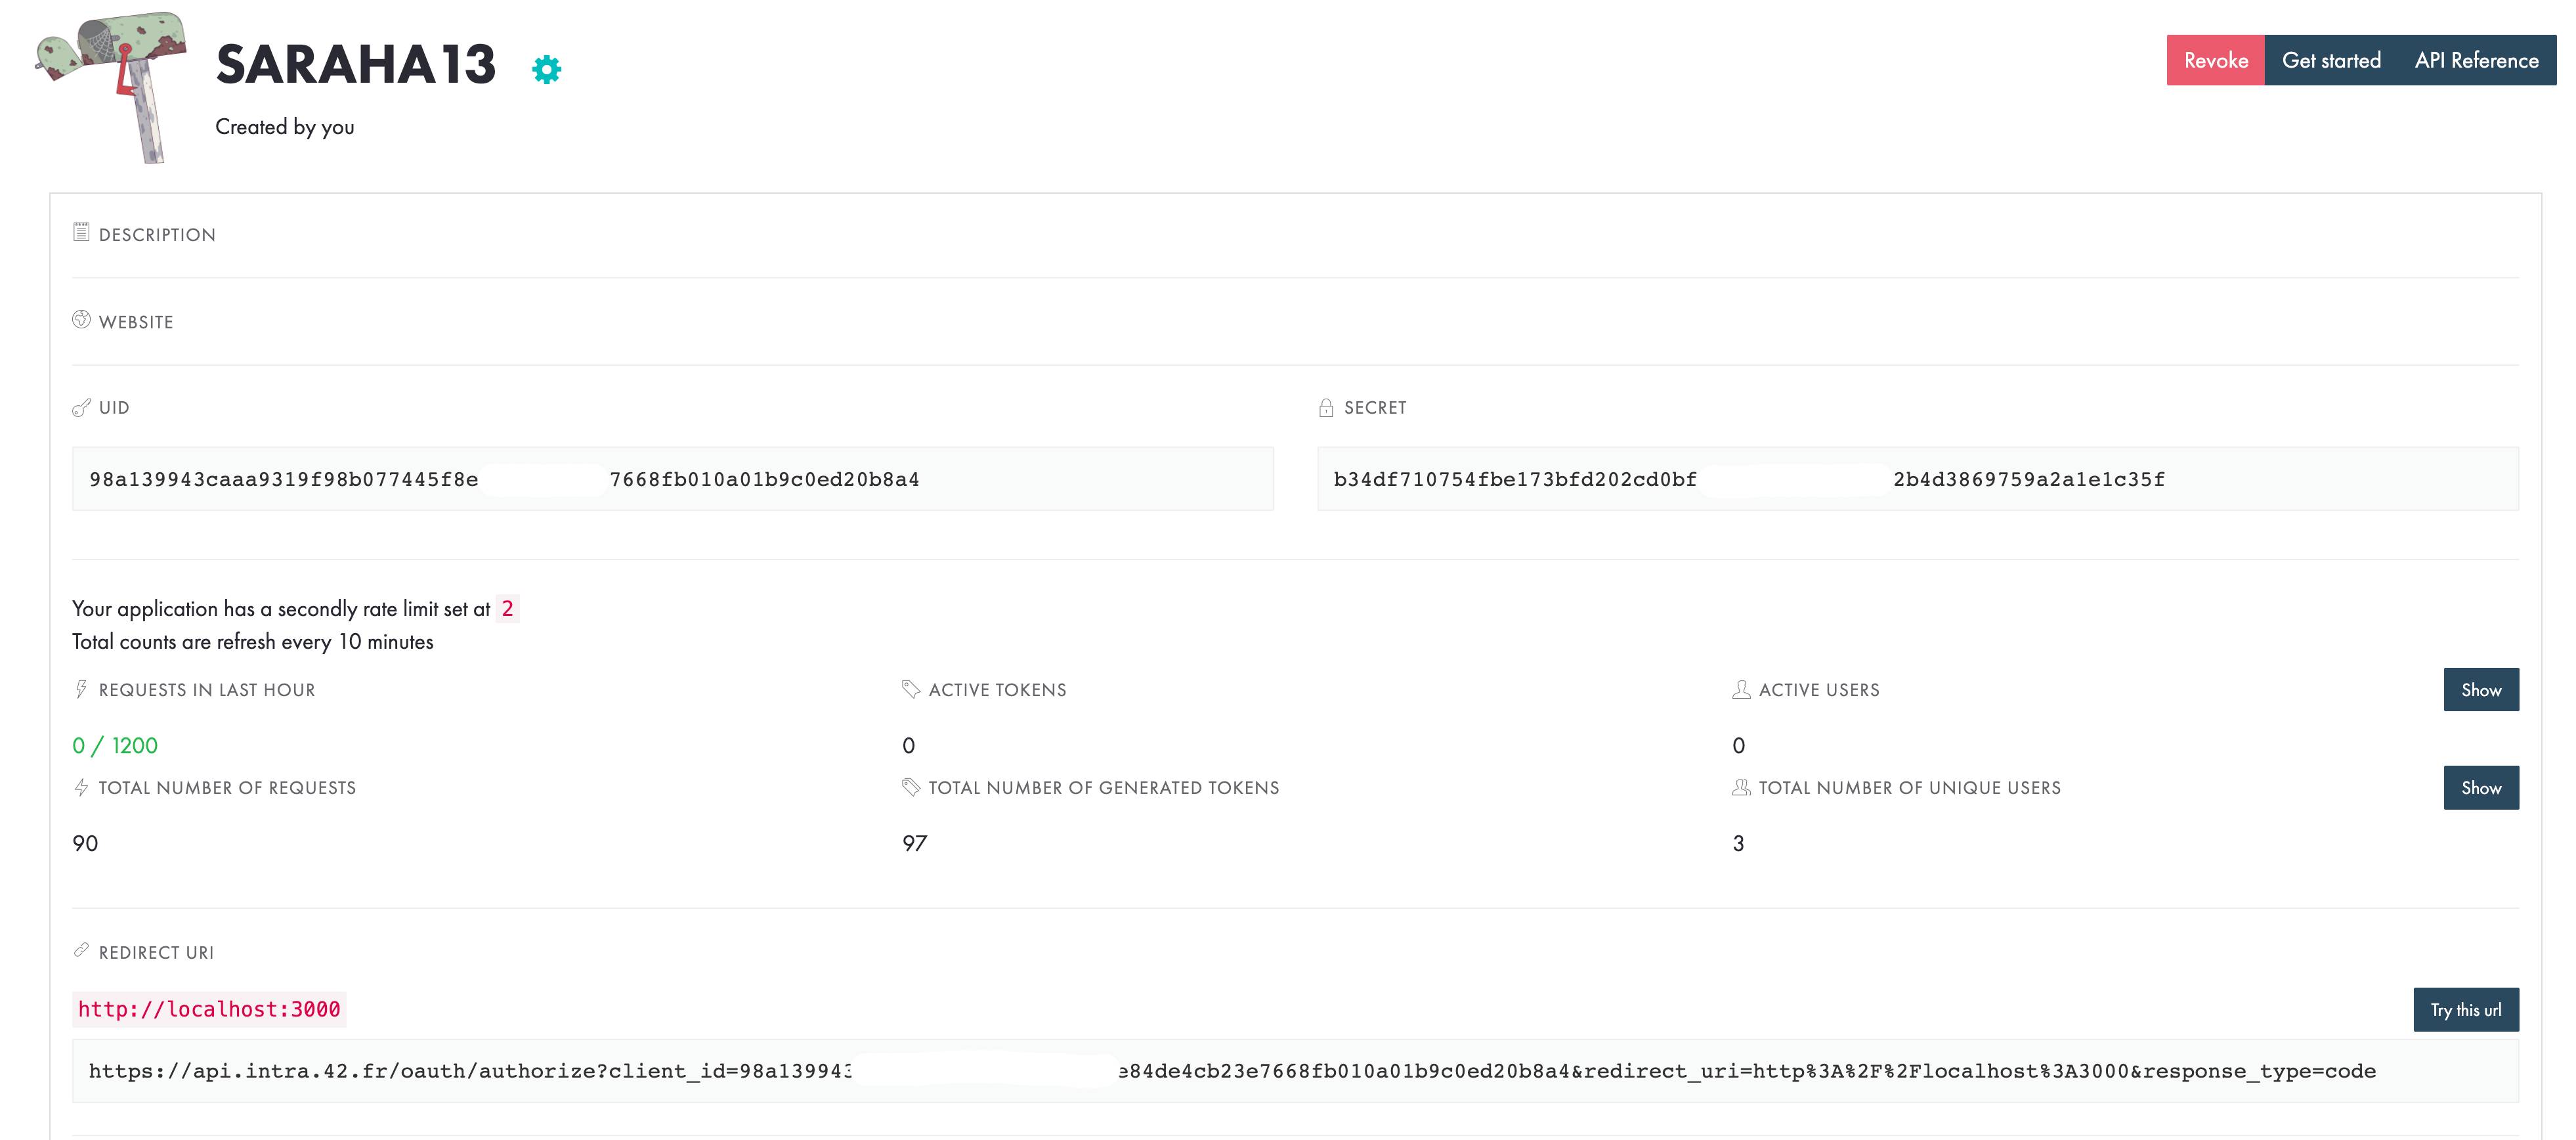 SARAHA13
Created by you
Revoke Get started API Reference
DESCRIPTION
WEBSITE
UID
SECRET
98a139943caaa9319f98b077445f8e 7668fb010a01b9c0ed20b8a4
b34df710754fbe173bfd202cd0bf 2b4d3869759a2a1e1c35f
Your application has a secondly rate limit set at 2
Total counts are refresh every 10 minutes
REQUESTS IN LAST HOUR
ACTIVE TOKENS
ACTIVE USERS
Show
0 / 1200
0
0
TOTAL NUMBER OF REQUESTS
TOTAL NUMBER OF GENERATED TOKENS
TOTAL NUMBER OF UNIQUE USERS
Show
90
97
3
REDIRECT URI
http://localhost:3000
Try this url
https://api.intra.42.fr/oauth/authorize?client_id=98a139943 e84de4cb23e7668fb010a01b9c0ed20b8a4&redirect_uri=http%3A%2F%2Flocalhost%3A3000&response_type=code